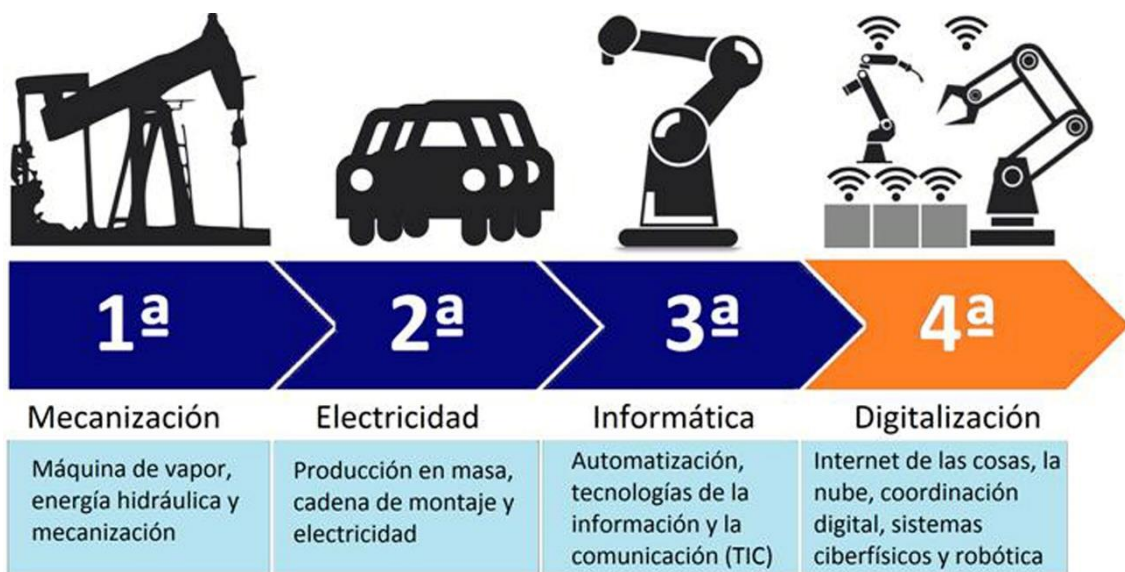 1ª
2ª
3ª
4ª
Mecanización
Electricidad
Informática
Digitalización
Máquina de vapor,
energía hidráulica y
mecanización
Producción en masa,
cadena de montaje y
electricidad
Automatización,
tecnologías de la
información y la
comunicación (TIC)
Internet de las cosas, la
nube, coordinación
digital, sistemas
ciberfísicos y robótica